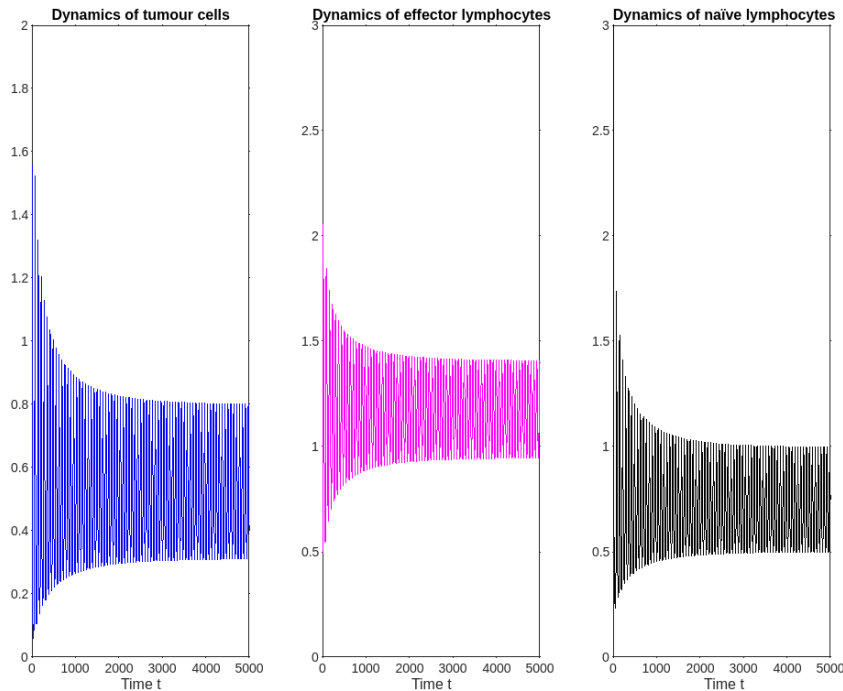 Dynamics of tumour cells
2
1.8
1.6
1.4
1.2
1
0.8
0.6
0.4
0.2
0
0 1000 2000 3000 4000 5000
Time t
Dynamics of effector lymphocytes
3
2.5
2
1.5
1
0.5
0
0 1000 2000 3000 4000 5000
Time t
Dynamics of naïve lymphocytes
3
2.5
2
1.5
1
0.5
0
0 1000 2000 3000 4000 5000
Time t